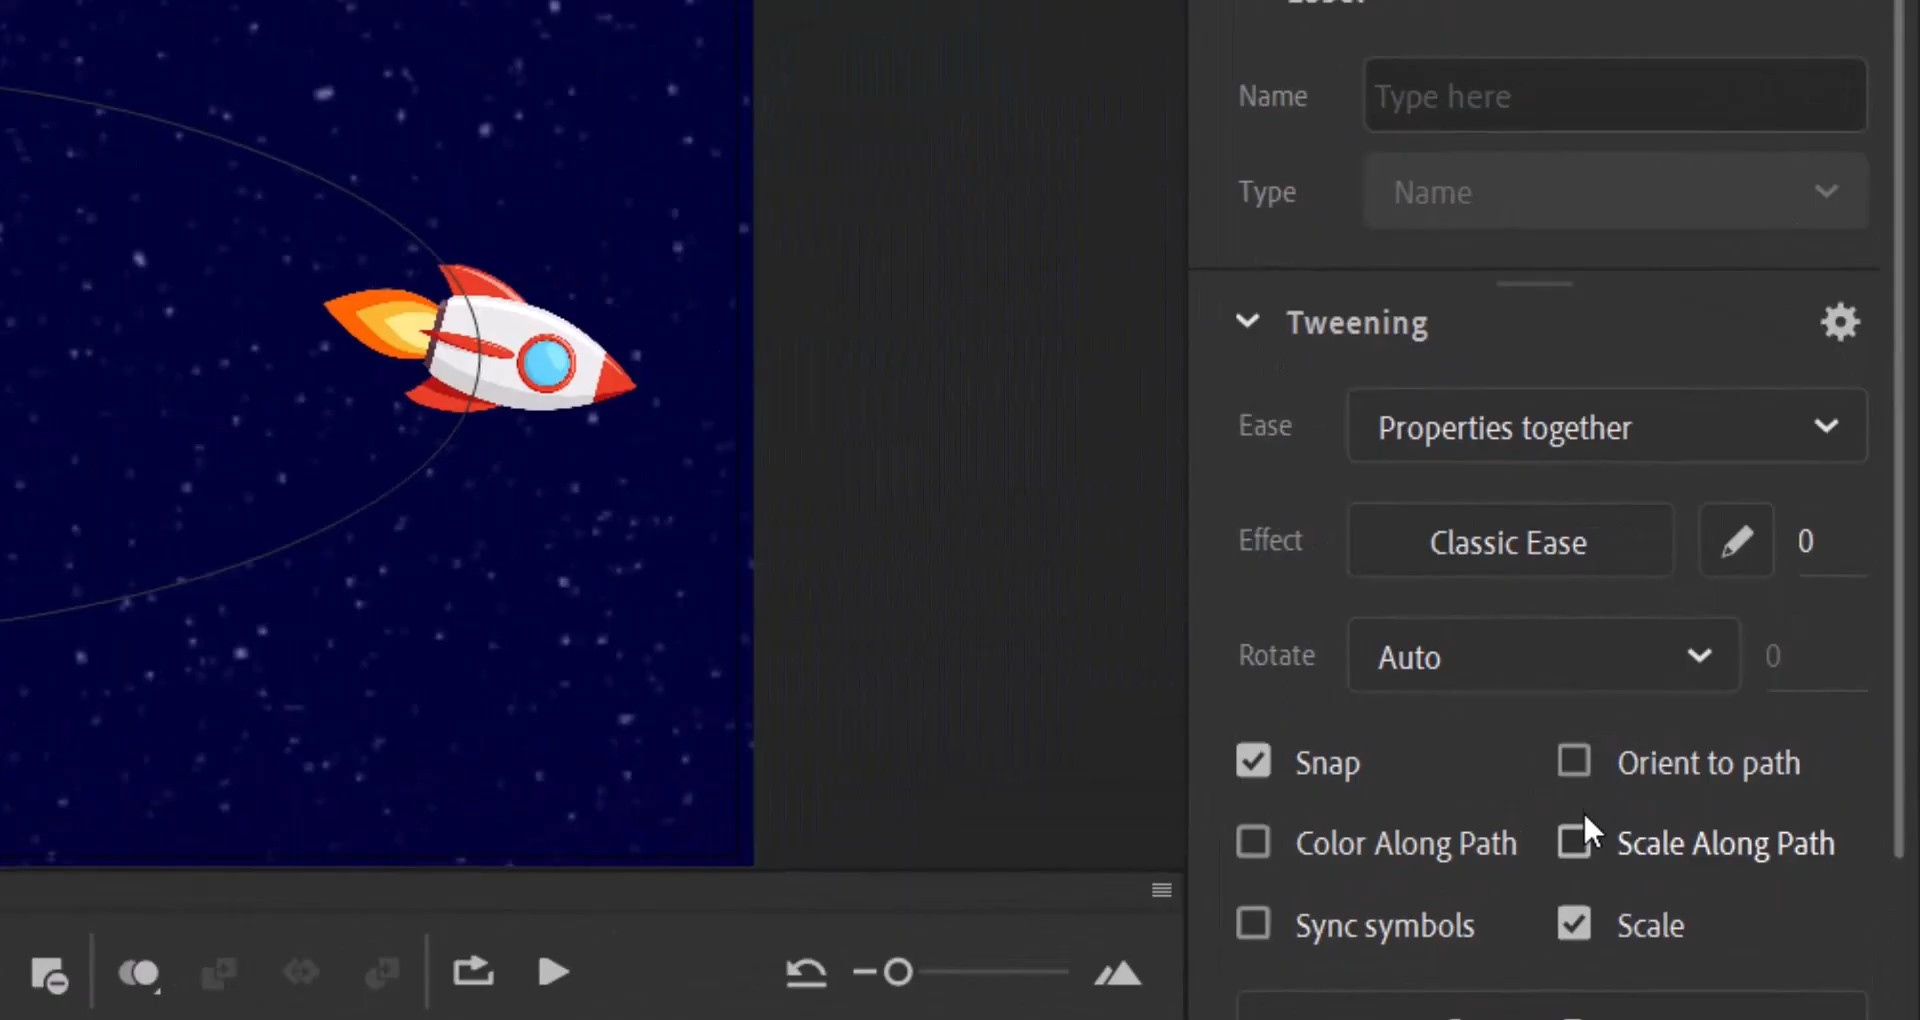 Label
Name Type here
Type Name
Tweening
Ease Properties together
Effect Classic Ease 0
Rotate Auto 0
Snap Orient to path
Color Along Path Scale Along Path
Sync symbols Scale